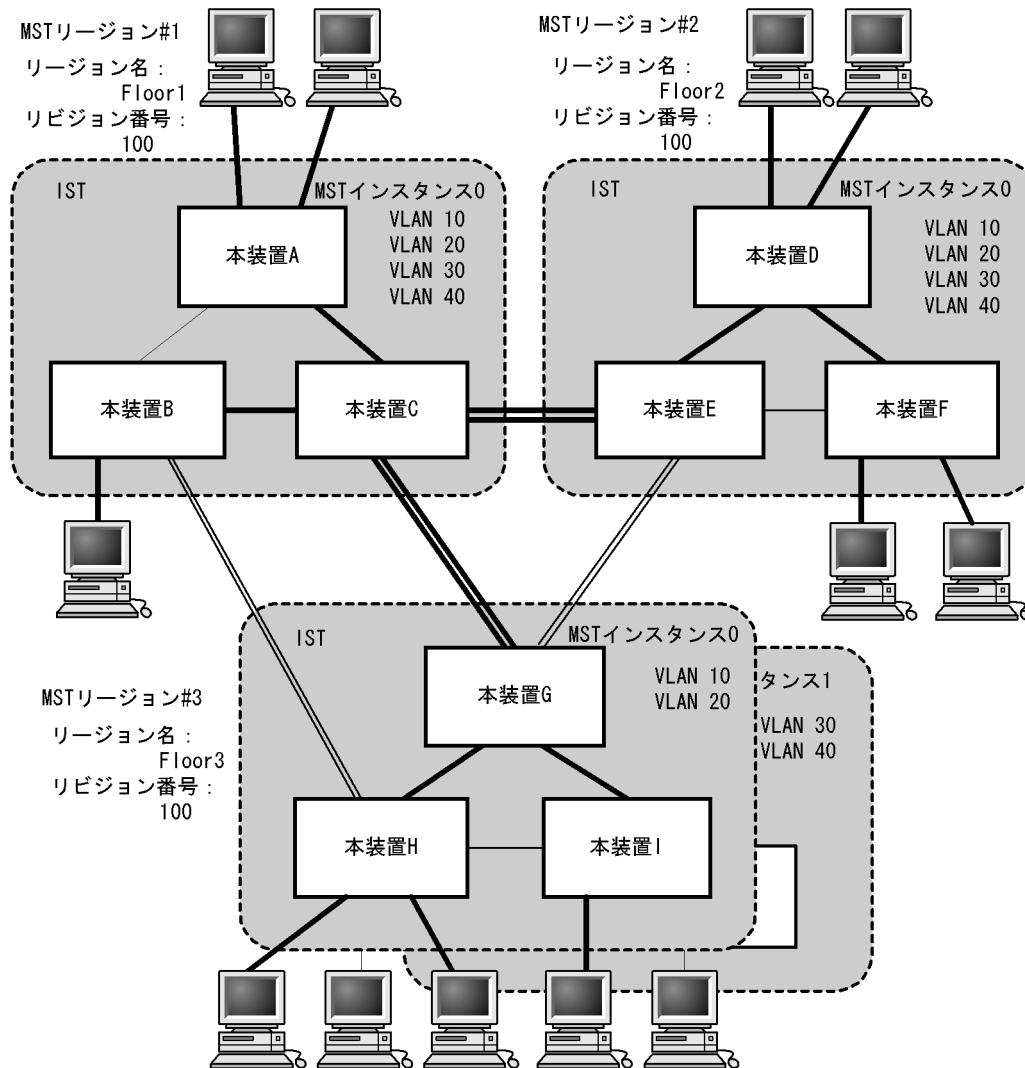 MSTリージョン#1
リージョン名：
Floor1
リビジョン番号：
100
MSTリージョン#2
リージョン名：
Floor2
リビジョン番号：
100
IST
MSTインスタンス0
VLAN 10
VLAN 20
VLAN 30
VLAN 40
本装置A
本装置B
本装置C
IST
MSTインスタンス0
VLAN 10
VLAN 20
VLAN 30
VLAN 40
本装置D
本装置E
本装置F
MSTリージョン#3
リージョン名：
Floor3
リビジョン番号：
100
IST
MSTインスタンス0
VLAN 10
VLAN 20
本装置G
本装置H
本装置I
タンス1
VLAN 30
VLAN 40